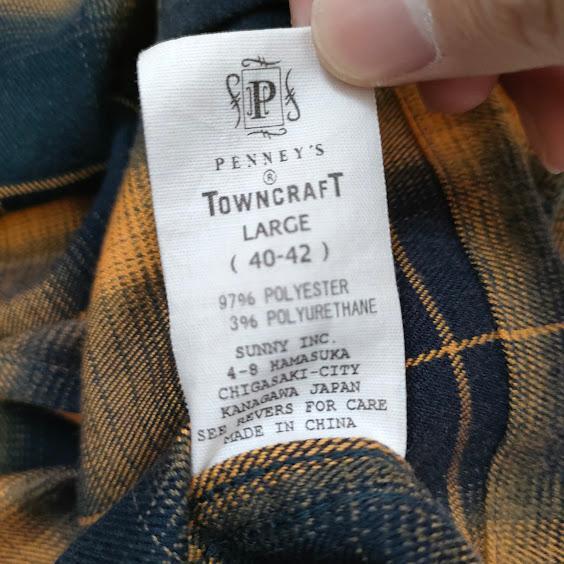 P
PENNEY'S
®
TOWNCRAFT
LARGE
( 40-42 )
97% POLYESTER
3% POLYURETHANE
SUNNY INC.
4-8 HAMASUKA
CHIGASAKI-CITY
KANAGAWA JAPAN
SEE REVERS FOR CARE
MADE IN CHINA